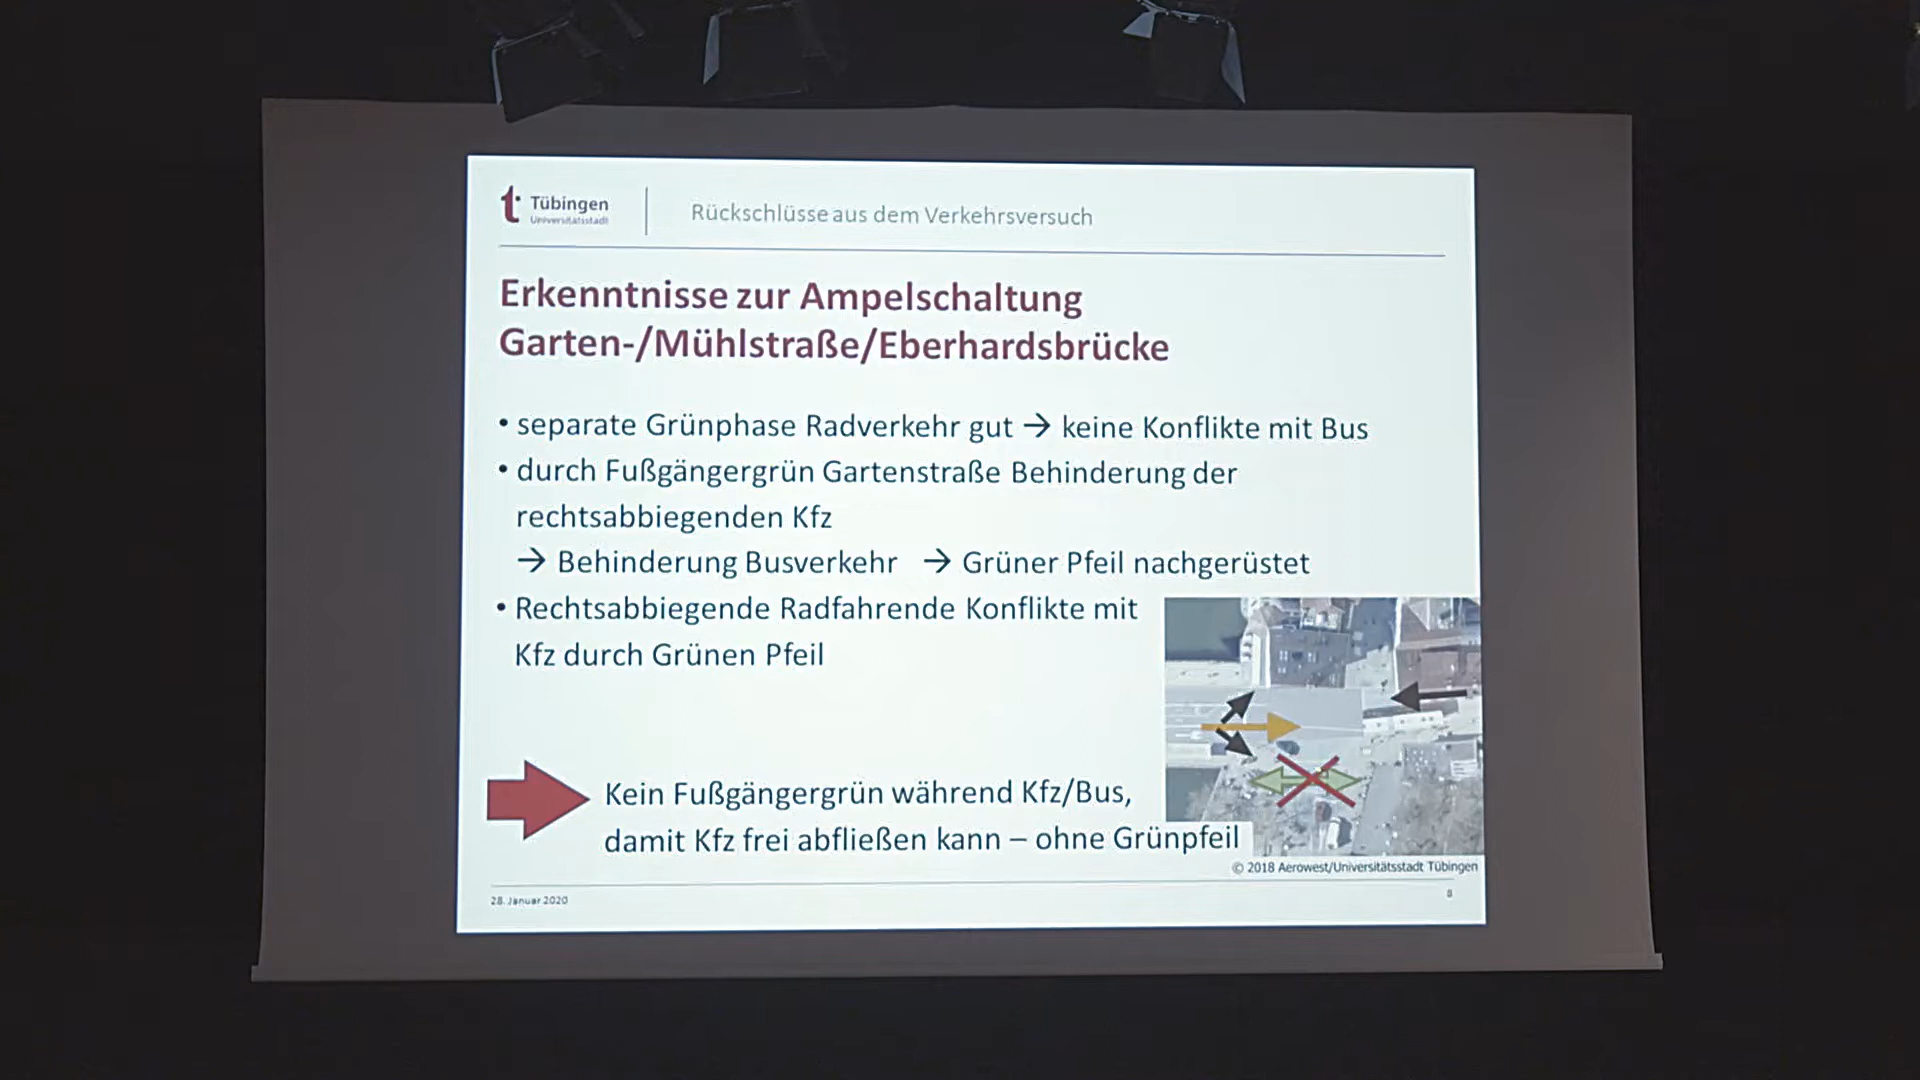 Tübingen
Universitätsstadt
Rückschlüsse aus dem Verkehrsversuch
Erkenntnisse zur Ampelschaltung
Garten-/Mühlstraße/Eberhardsbrücke
• separate Grünphase Radverkehr gut → keine Konflikte mit Bus
• durch Fußgängergrün Gartenstraße Behinderung der
rechtsabbiegenden Kfz
→ Behinderung Busverkehr → Grüner Pfeil nachgerüstet
• Rechtsabbiegende Radfahrende Konflikte mit
Kfz durch Grünen Pfeil
Kein Fußgängergrün während Kfz/Bus,
damit Kfz frei abfließen kann – ohne Grünpfeil
© 2018 Aerowest/Universitätsstadt Tübingen
28. Januar 2020
8